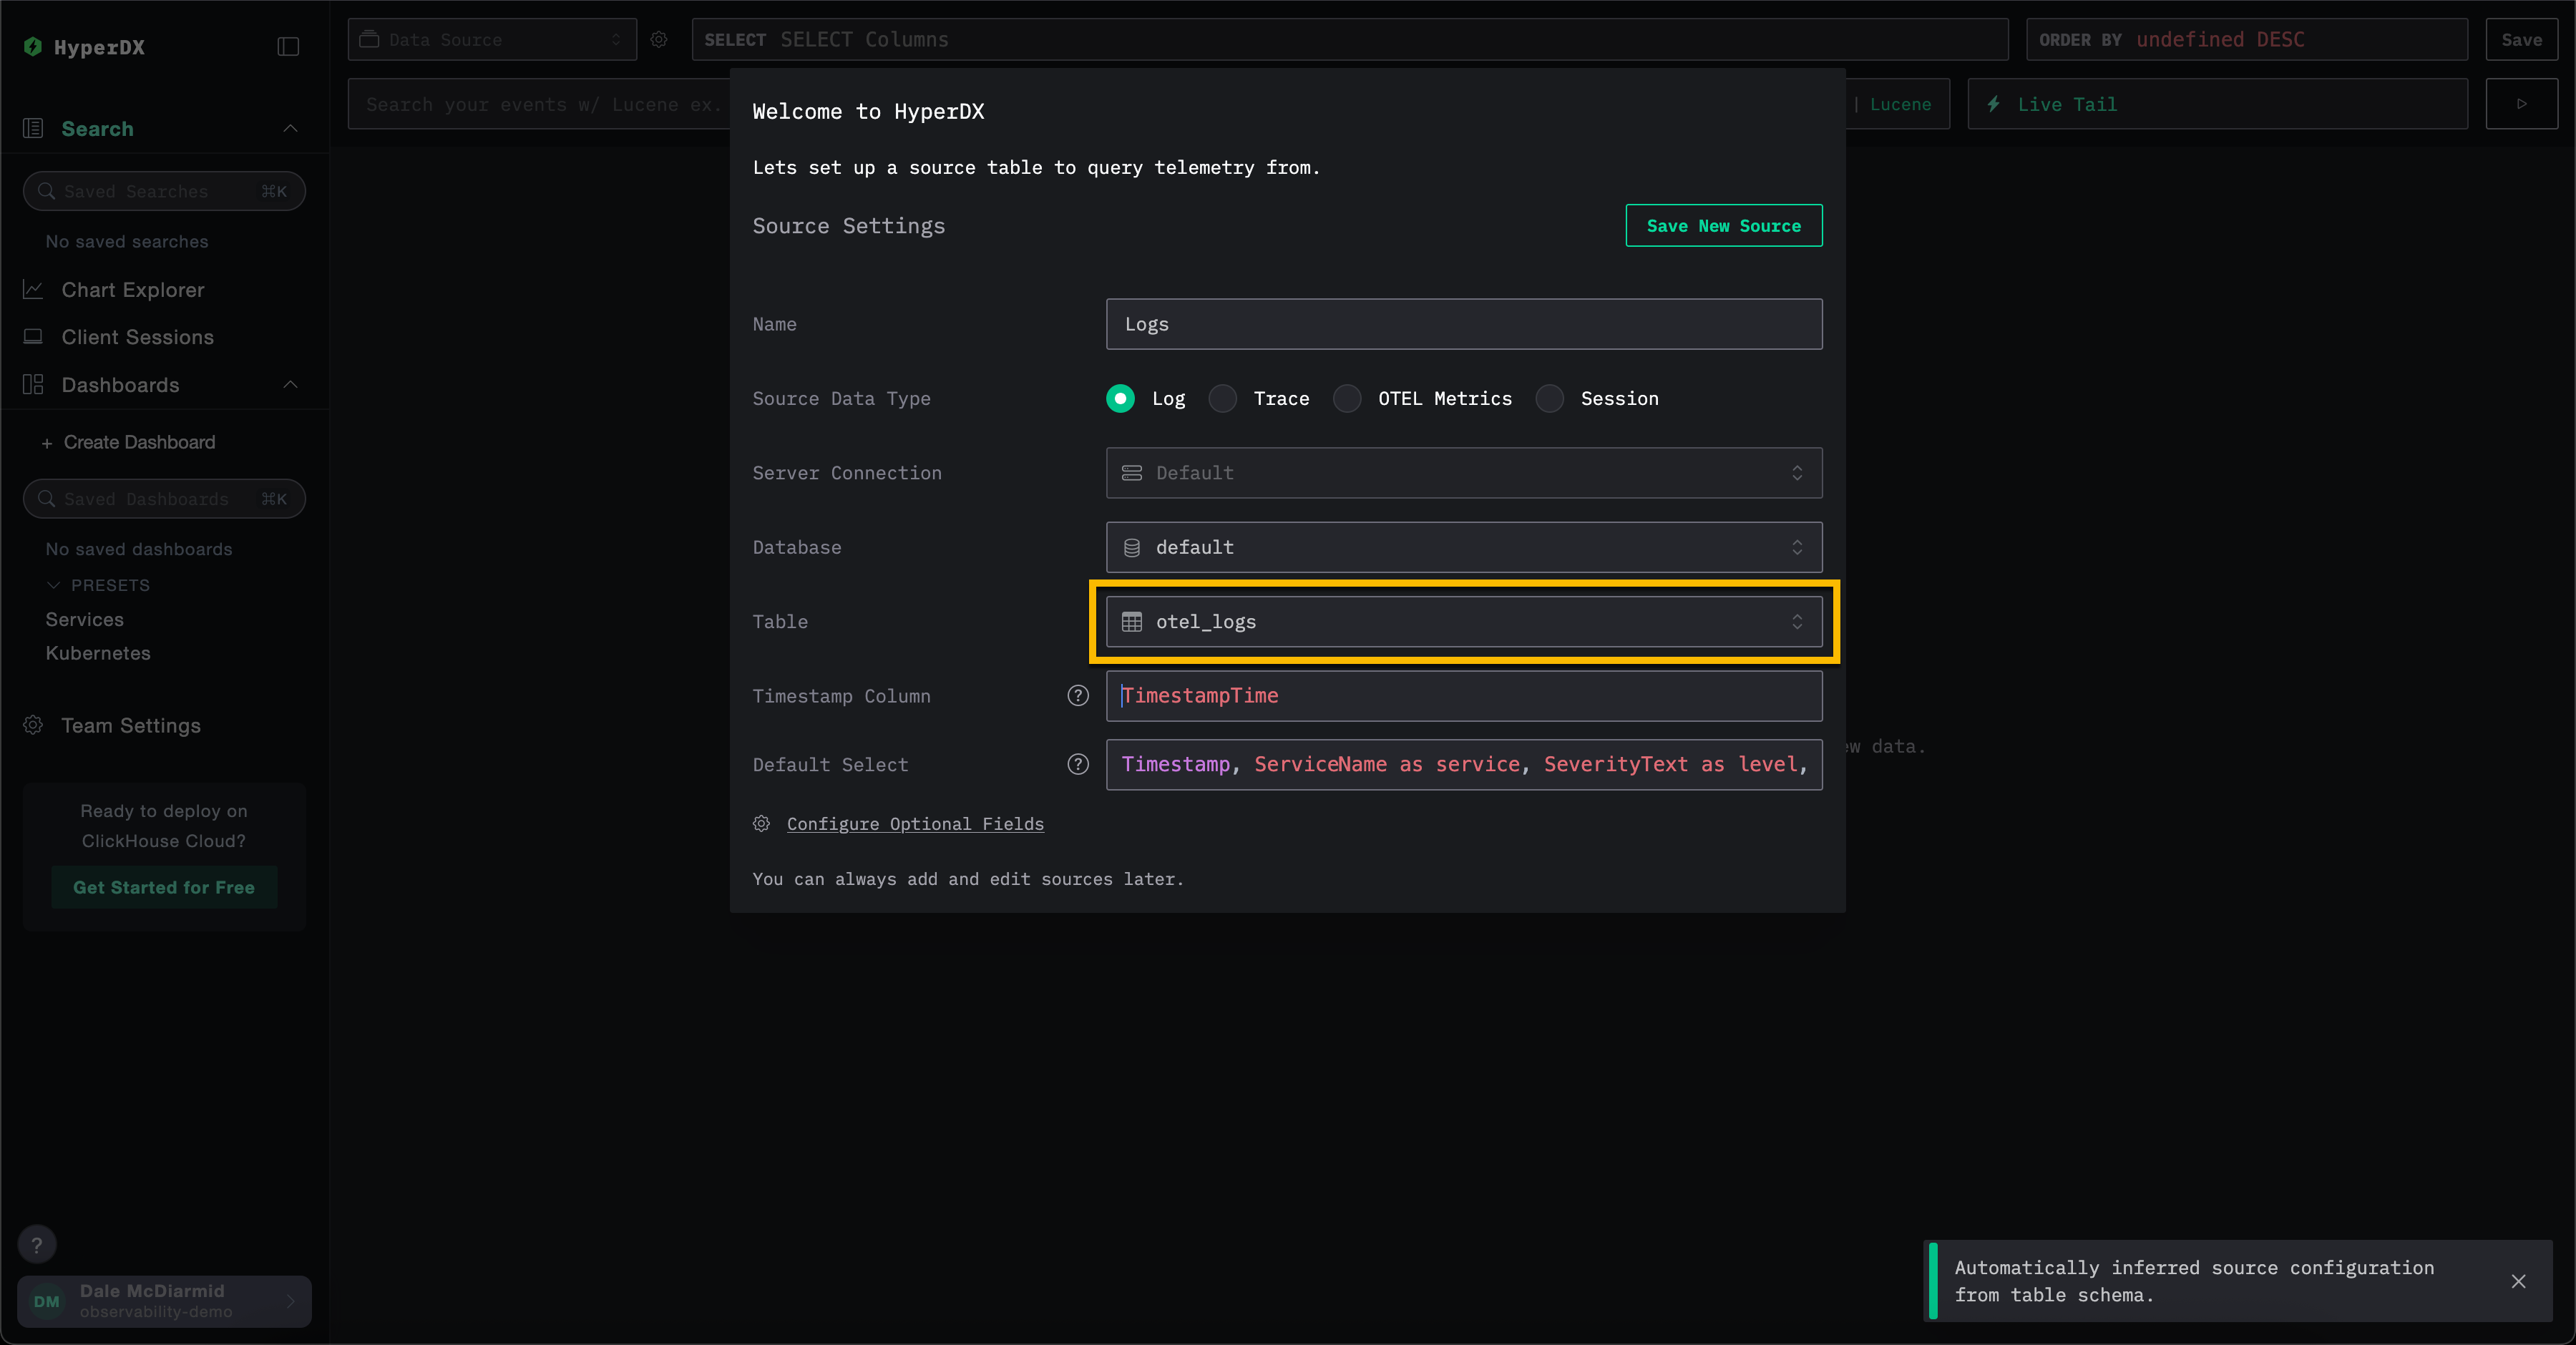 HyperDX
Search
Saved Searches ⌘K
No saved searches
Chart Explorer
Client Sessions
Dashboards
+ Create Dashboard
Saved Dashboards ⌘K
No saved dashboards
PRESETS
Services
Kubernetes
Team Settings
Ready to deploy on
ClickHouse Cloud?
Get Started for Free
?
DM
Dale McDiarmid
observability-demo
Data Source
SELECT SELECT Columns
ORDER BY undefined DESC
Save
Search your events w/ Lucene ex.
| Lucene
Live Tail
Welcome to HyperDX
Lets set up a source table to query telemetry from.
Source Settings
Save New Source
Name
Logs
Source Data Type
Log Trace OTEL Metrics Session
Server Connection
Default
Database
default
Table
otel_logs
Timestamp Column ?
TimestampTime
Default Select ?
Timestamp, ServiceName as service, SeverityText as level,
Configure Optional Fields
You can always add and edit sources later.
data.
Automatically inferred source configuration
from table schema.